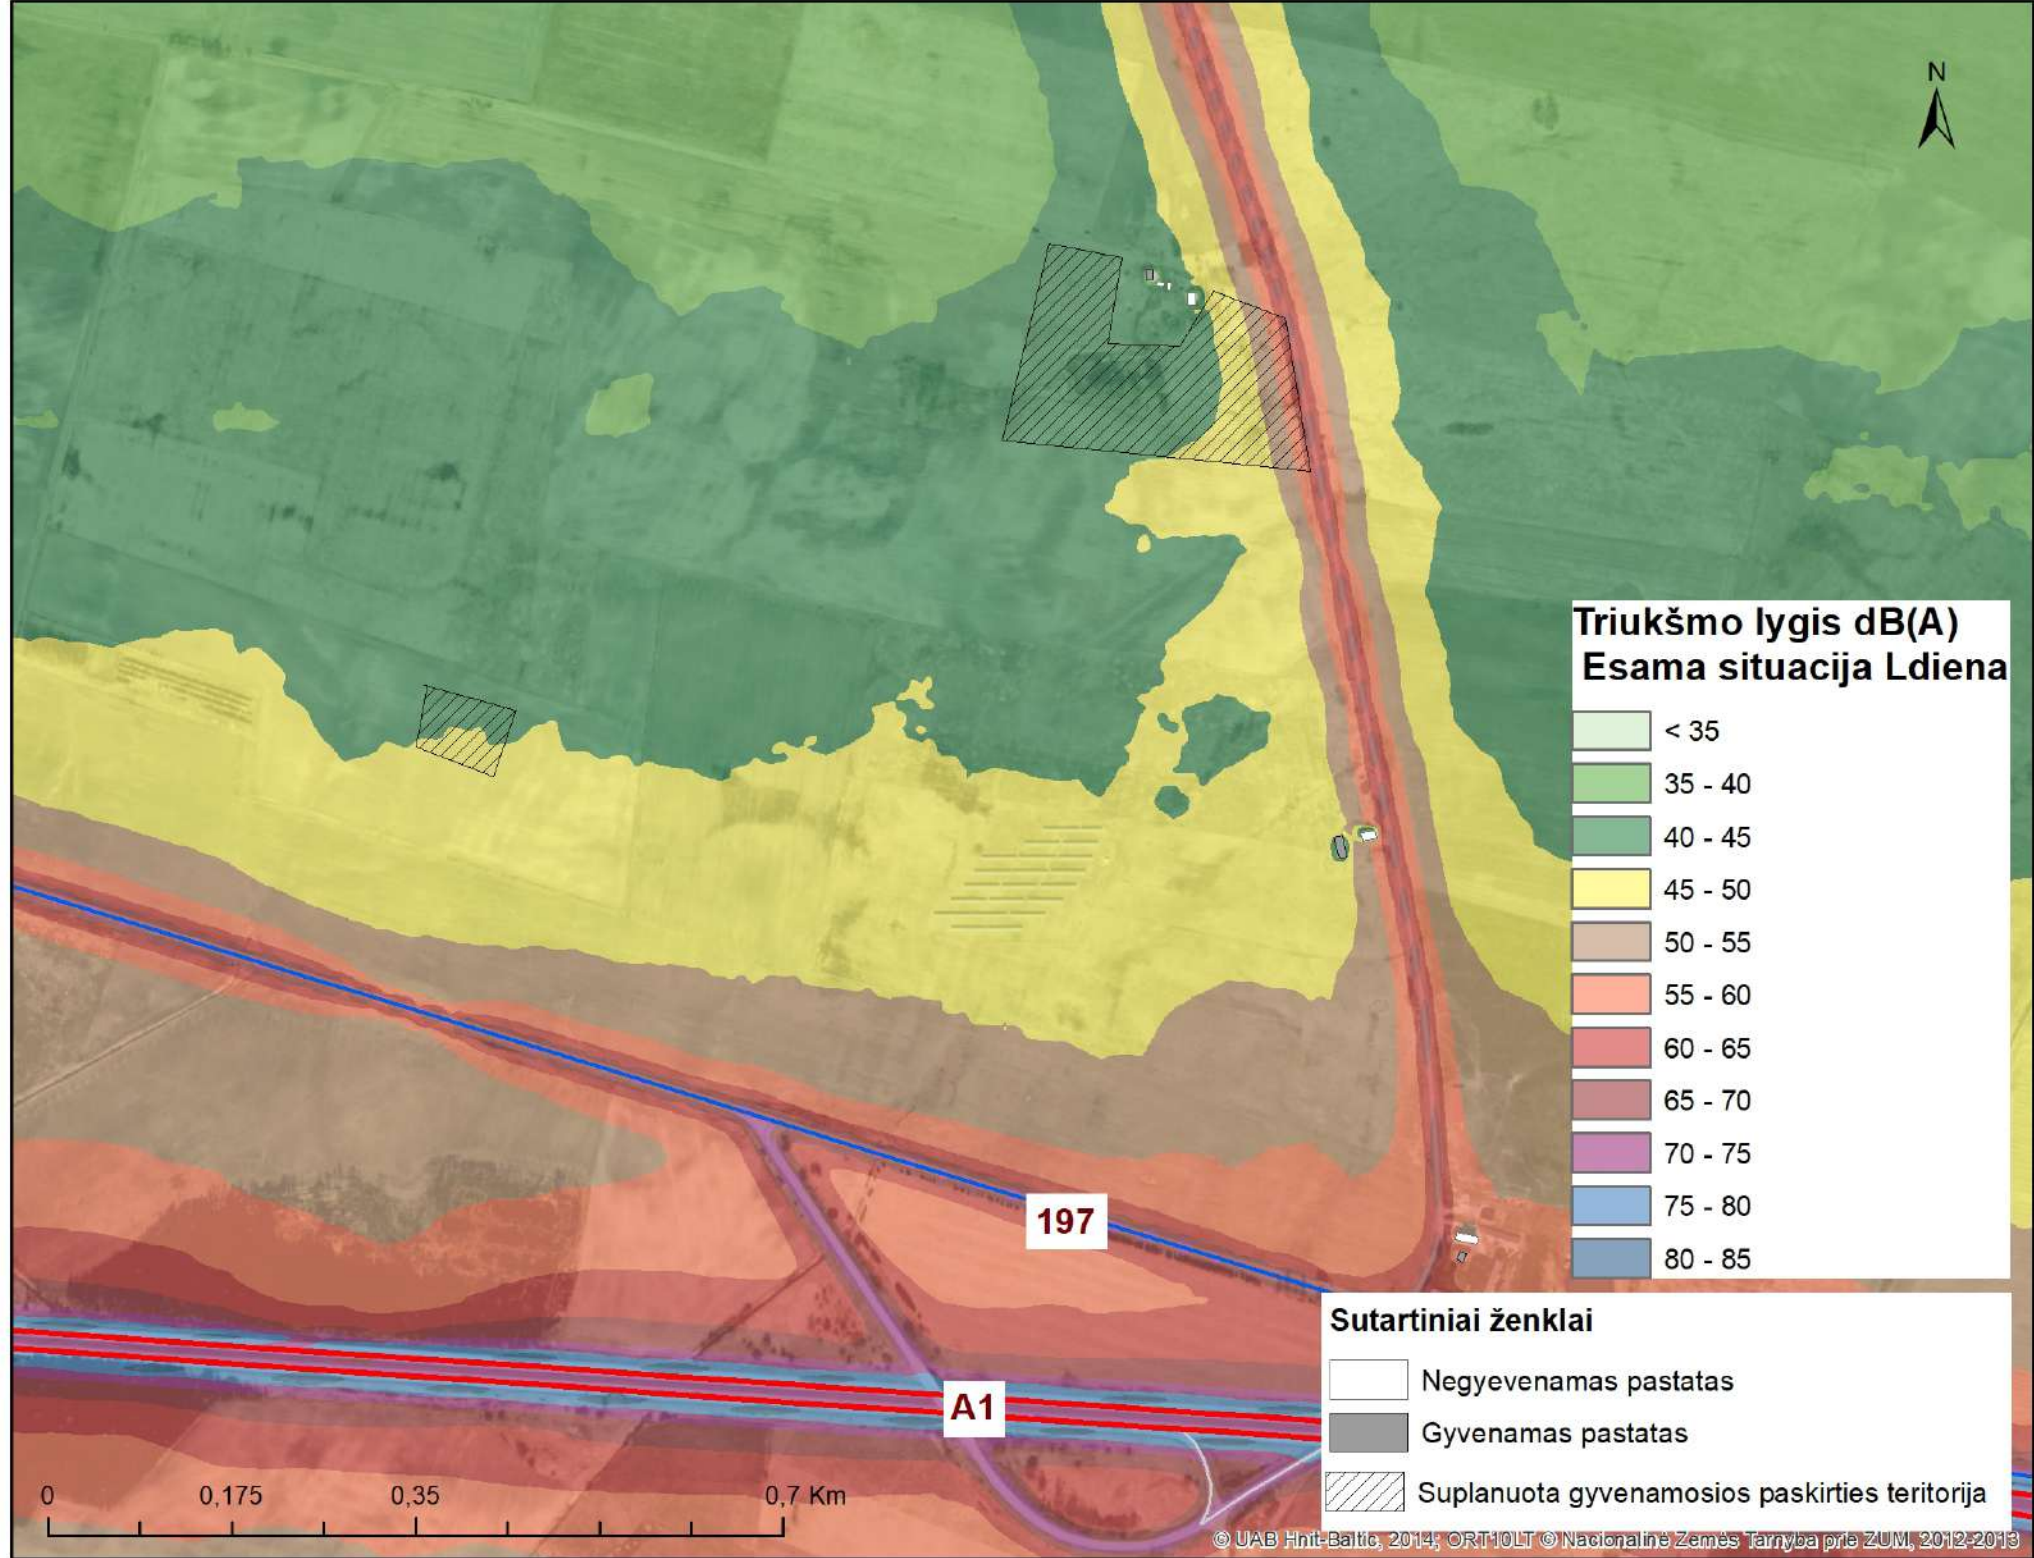 N
Triukšmo lygis dB(A)
Esama situacija Ldiena
< 35
35 - 40
40 - 45
45 - 50
50 - 55
55 - 60
60 - 65
65 - 70
70 - 75
75 - 80
80 - 85
197
A1
Sutartiniai ženklai
Negyevenamas pastatas
Gyvenamas pastatas
Suplanuota gyvenamosios paskirties teritorija
0 0,175 0,35 0,7 Km
© UAB Hnit-Baltic, 2014; ORT10LT © Nacionalinė Žemės Tarnyba prie ŽŪM, 2012-2013